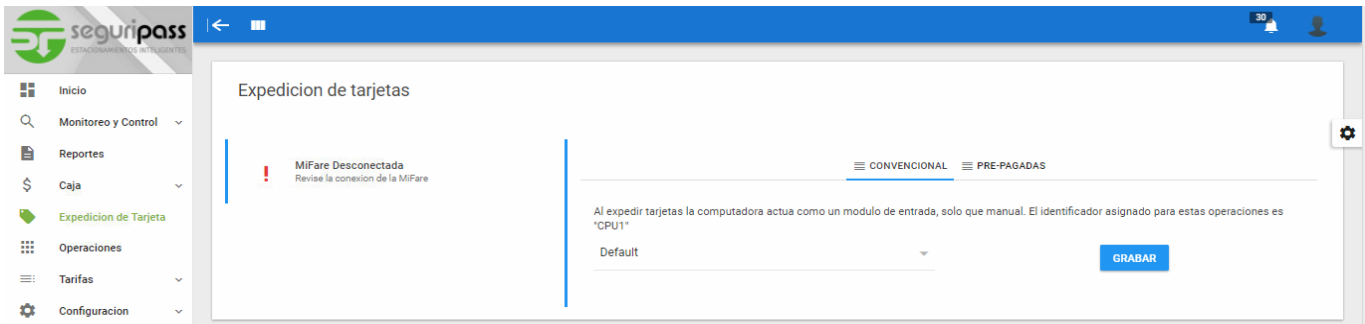 seguripass
ESTACIONAMIENTOS INTELIGENTES
30
Inicio
Monitoreo y Control
Reportes
Caja
Expedicion de Tarjeta
Operaciones
Tarifas
Configuracion
Expedicion de tarjetas
MiFare Desconectada
Revise la conexion de la MiFare
CONVENCIONAL PRE-PAGADAS
Al expedir tarjetas la computadora actua como un modulo de entrada, solo que manual. El identificador asignado para estas operaciones es
"CPU1"
Default
GRABAR